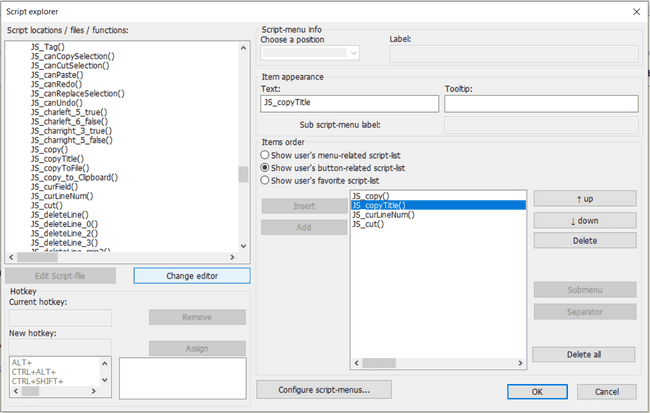 Script explorer
Script locations / files / functions:
JS_Tag()
JS_canCopySelection()
JS_canCutSelection()
JS_canPaste()
JS_canRedo()
JS_canReplaceSelection()
JS_canUndo()
JS_charleft_5_true()
JS_charleft_6_false()
JS_charright_3_true()
JS_charright_5_false()
JS_copy()
JS_copyTitle()
JS_copyToFile()
JS_copy_to_Clipboard()
JS_curField()
JS_curLineNum()
JS_cut()
JS_deleteLine()
JS_deleteLine_0()
JS_deleteLine_2()
JS_deleteLine_3()
Edit Script-file
Change editor
Hotkey
Current hotkey:
Remove
New hotkey:
Assign
ALT+
CTRL+ALT+
CTRL+SHIFT+
Script-menu info
Choose a position
Label:
Item appearance
Text:
Tooltip:
JS_copyTitle
Sub script-menu label:
Items order
Show user's menu-related script-list
Show user's button-related script-list
Show user's favorite script-list
Insert
Add
JS_copy()
JS_copyTitle()
JS_curLineNum()
JS_cut()
↑ up
↓ down
Delete
Submenu
Separator
Delete all
Configure script-menus...
OK
Cancel